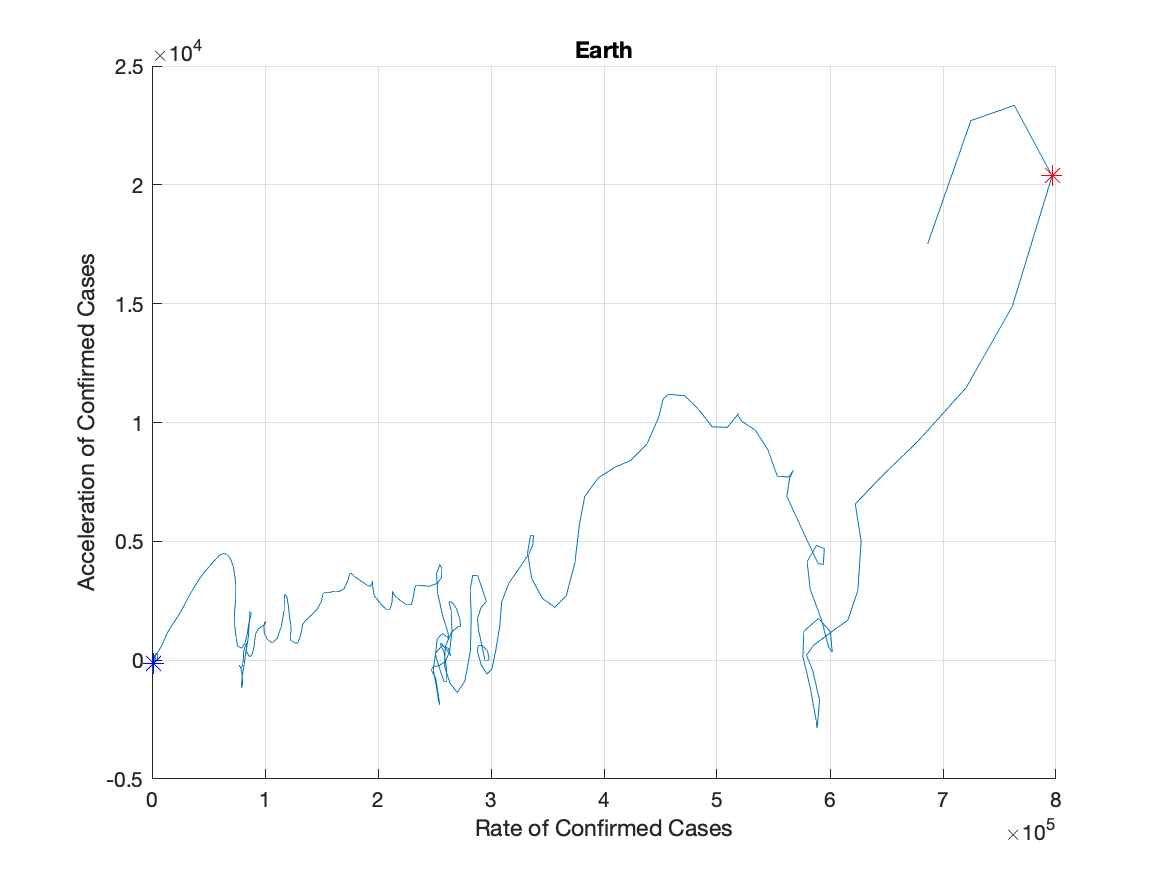 Earth
×10⁴
2.5
2
1.5
1
0.5
0
-0.5
Acceleration of Confirmed Cases
0 1 2 3 4 5 6 7 8
Rate of Confirmed Cases
×10⁵